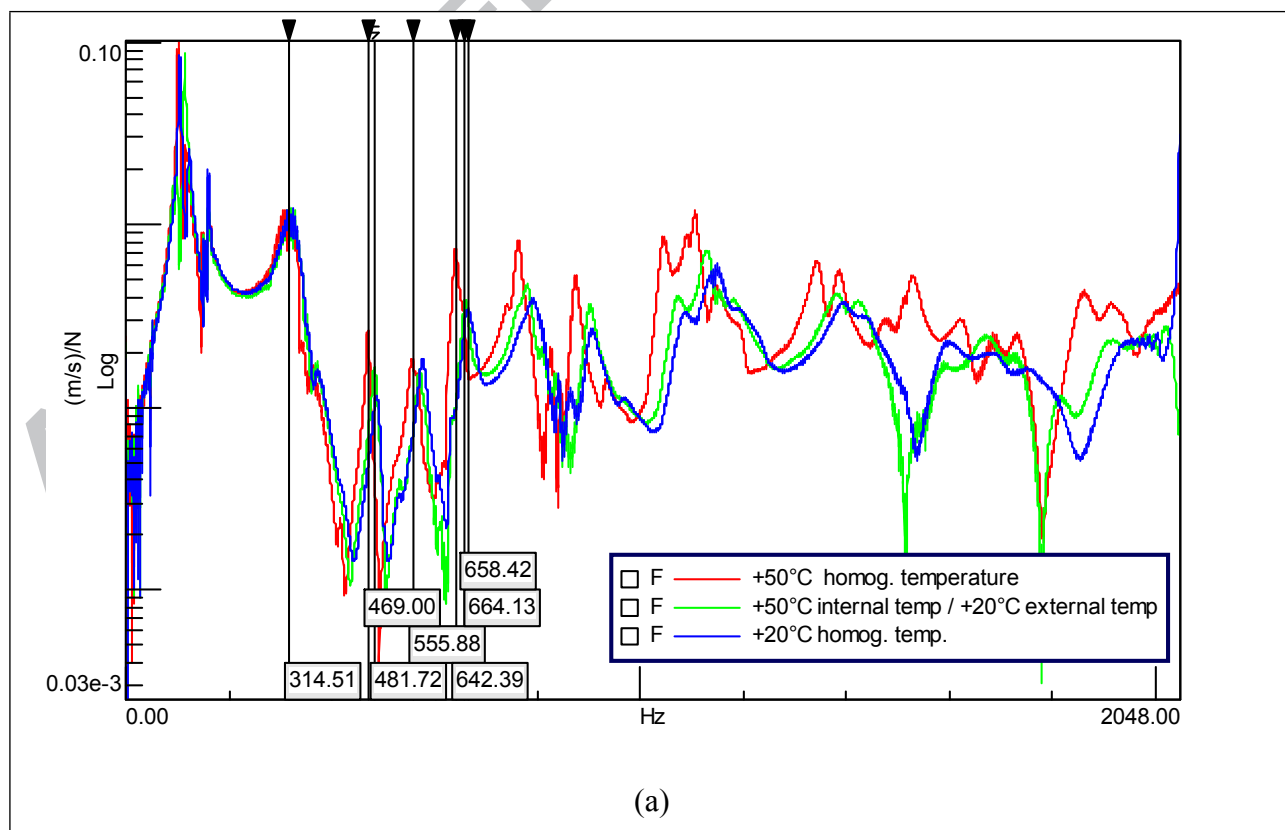 0.10
(m/s)/N
Log
0.03e-3
658.42
469.00
664.13
555.88
314.51
481.72
642.39
F +50°C homog. temperature
F +50°C internal temp / +20°C external temp
F +20°C homog. temp.
0.00
Hz
2048.00
(a)